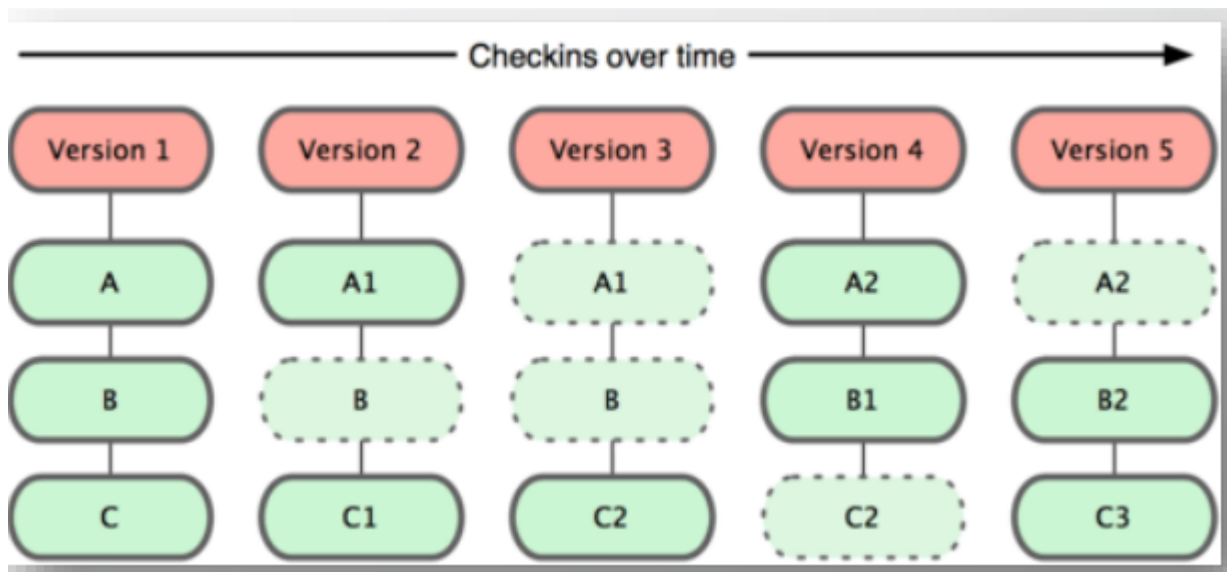 Checkins over time
Version 1 Version 2 Version 3 Version 4 Version 5
A A1 A1 A2 A2
B B B B1 B2
C C1 C2 C2 C3